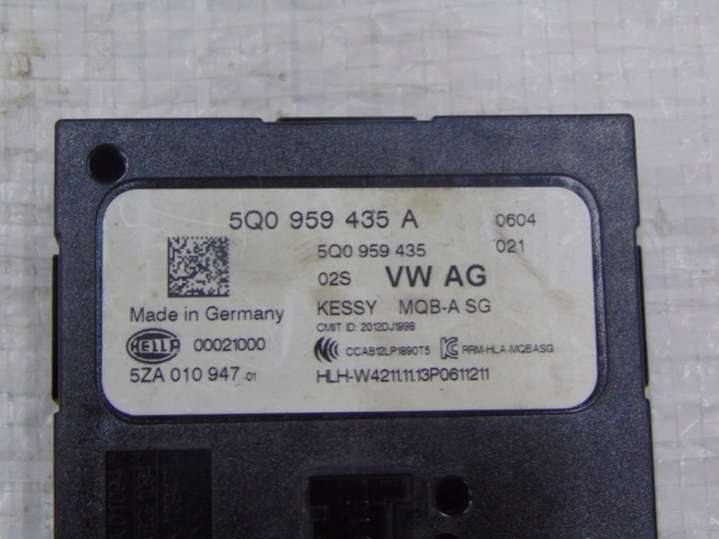 5Q0 959 435 A 0604
5Q0 959 435 021
02S VW AG
Made in Germany KESSY MQB-A SG
CMIIT ID: 2012DJ1998
HELLA 00021000 CCAB12LP1890T5 RRM-HLA-MQBASG
5ZA 010 947-01 HLH-W4211.11.13P0611211